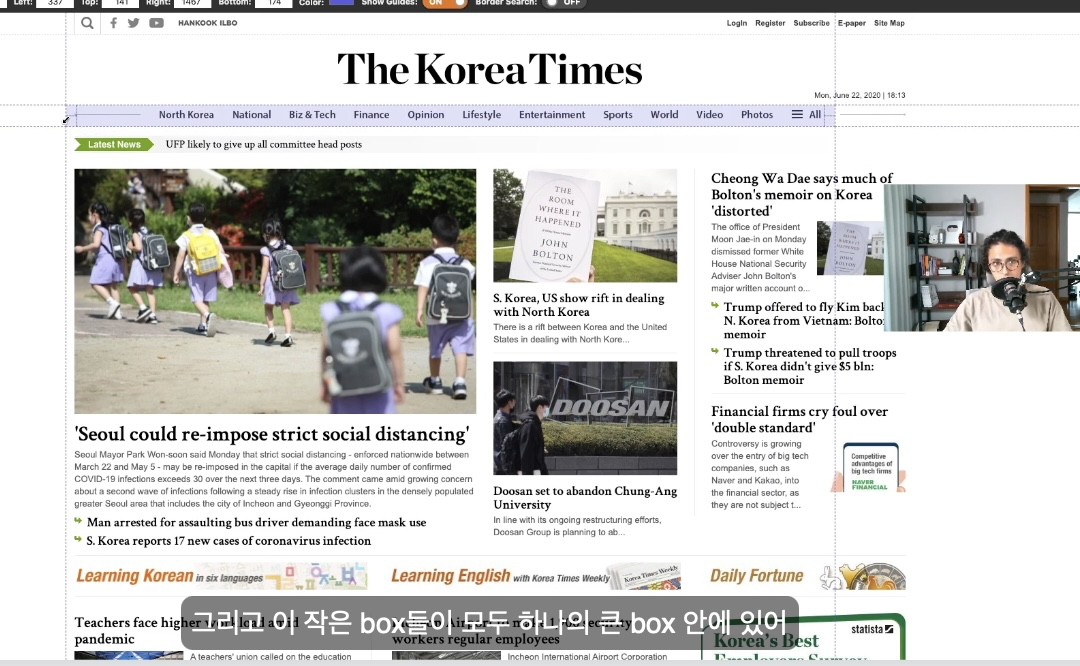 Left: 337 Top: 141 Right: 1467 Bottom: 174 Color: Show Guides: ON Border Search: OFF
HANKOOK ILBO
Login Register Subscribe E-paper Site Map
The Korea Times
Mon, June 22, 2020 | 18:13
North Korea National Biz & Tech Finance Opinion Lifestyle Entertainment Sports World Video Photos All
Latest News UFP likely to give up all committee head posts
'Seoul could re-impose strict social distancing'
Seoul Mayor Park Won-soon said Monday that strict social distancing - enforced nationwide between
March 22 and May 5 - may be re-imposed in the capital if the average daily number of confirmed
COVID-19 infections exceeds 30 over the next three days. The comment came amid growing concern
about a second wave of infections following a steady rise in infection clusters in the densely populated
greater Seoul area that includes the city of Incheon and Gyeonggi Province.
Man arrested for assaulting bus driver demanding face mask use
S. Korea reports 17 new cases of coronavirus infection
THE
ROOM
WHERE IT
HAPPENED
JOHN
BOLTON
S. Korea, US show rift in dealing
with North Korea
There is a rift between Korea and the United
States in dealing with North Kore...
DOOSAN
Doosan set to abandon Chung-Ang
University
In line with its ongoing restructuring efforts,
Doosan Group is planning to ab...
Cheong Wa Dae says much of
Bolton's memoir on Korea
'distorted'
The office of President
Moon Jae-in on Monday
dismissed former White
House National Security
Adviser John Bolton's
major written account o...
Trump offered to fly Kim back
N. Korea from Vietnam:
memoir
Trump threatened to pull troops
if S. Korea didn't give $5 bln:
Bolton memoir
Financial firms cry foul over
'double standard'
Controversy is growing
over the entry of big tech
companies, such as
Naver and Kakao, into
the financial sector, as
they are not subject t...
Competitive
advantages of
big tech firms
NAVER
FINANCIAL
Learning Korean in six languages
Learning English with Korea Times Weekly
Korea Times Weekly
Daily Fortune
그리고 이 작은 box들이 모두 하나의 큰 box 안에 있어
Teachers face higher
pandemic
A teachers' union called on the education
workers regular employees
Incheon International Airport Corporation
statista
Korea's Best
Employers Survey